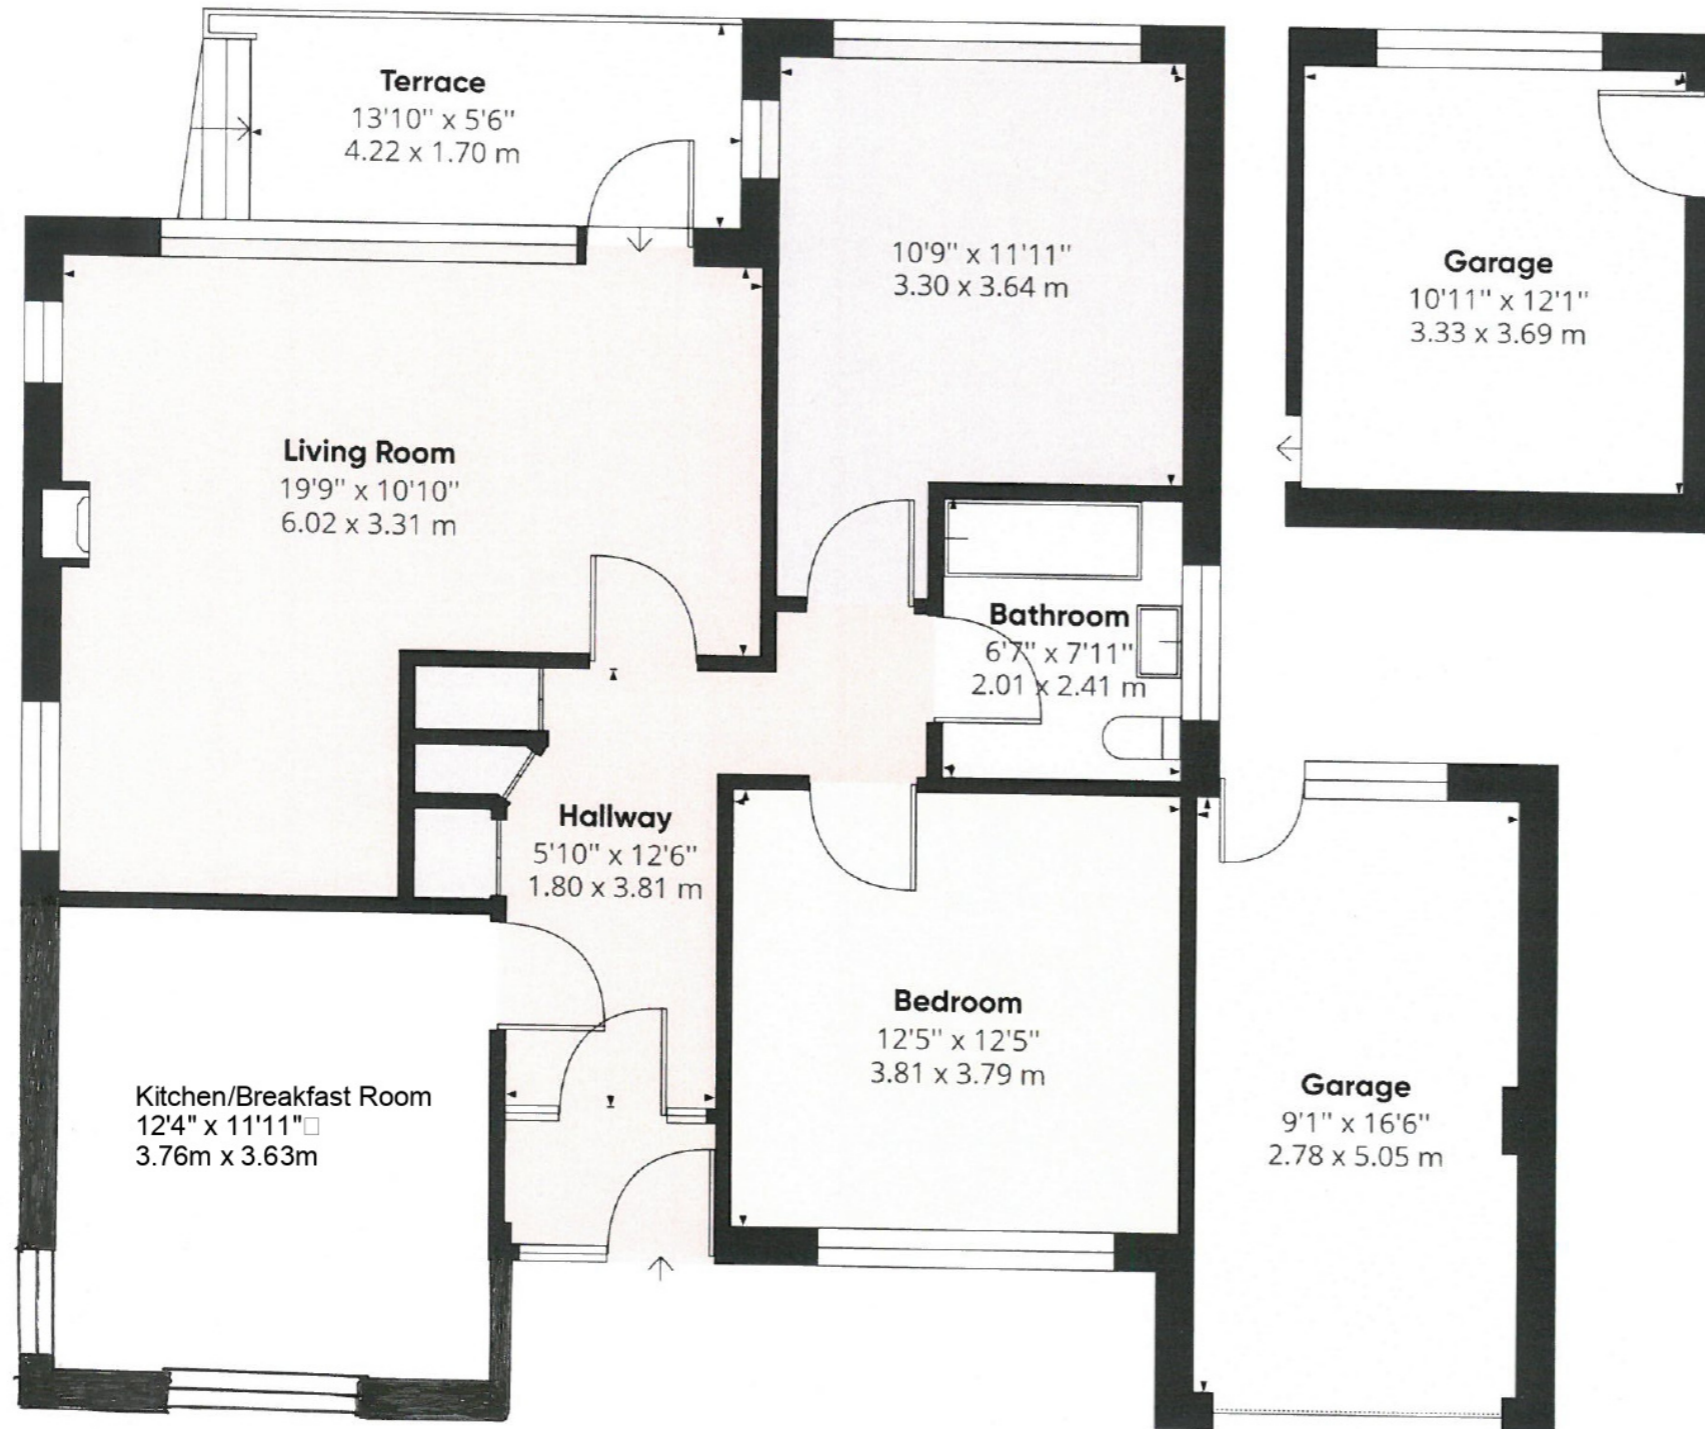 Terrace
13'10" x 5'6"
4.22 x 1.70 m
10'9" x 11'11"
3.30 x 3.64 m
Garage
10'11" x 12'1"
3.33 x 3.69 m
Living Room
19'9" x 10'10"
6.02 x 3.31 m
Bathroom
6'7" x 7'11"
2.01 x 2.41 m
Hallway
5'10" x 12'6"
1.80 x 3.81 m
Bedroom
12'5" x 12'5"
3.81 x 3.79 m
Kitchen/Breakfast Room
12'4" x 11'11"□
3.76m x 3.63m
Garage
9'1" x 16'6"
2.78 x 5.05 m